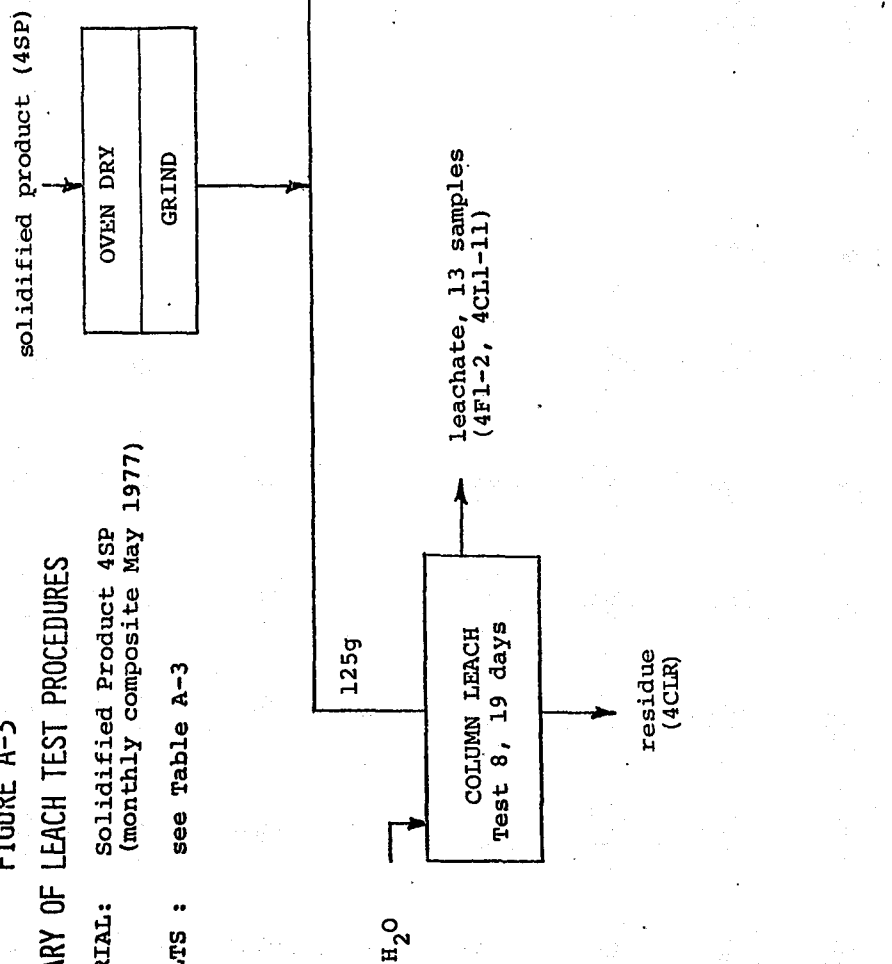 FIGURE A-3
ARY OF LEACH TEST PROCEDURES
RIAL: Solidified Product 4SP
(monthly composite May 1977)
LTS : see Table A-3
solidified product (4SP)
OVEN DRY
GRIND
125g
H₂O
COLUMN LEACH
Test 8, 19 days
leachate, 13 samples
(4F1-2, 4CL1-11)
residue
(4CLR)